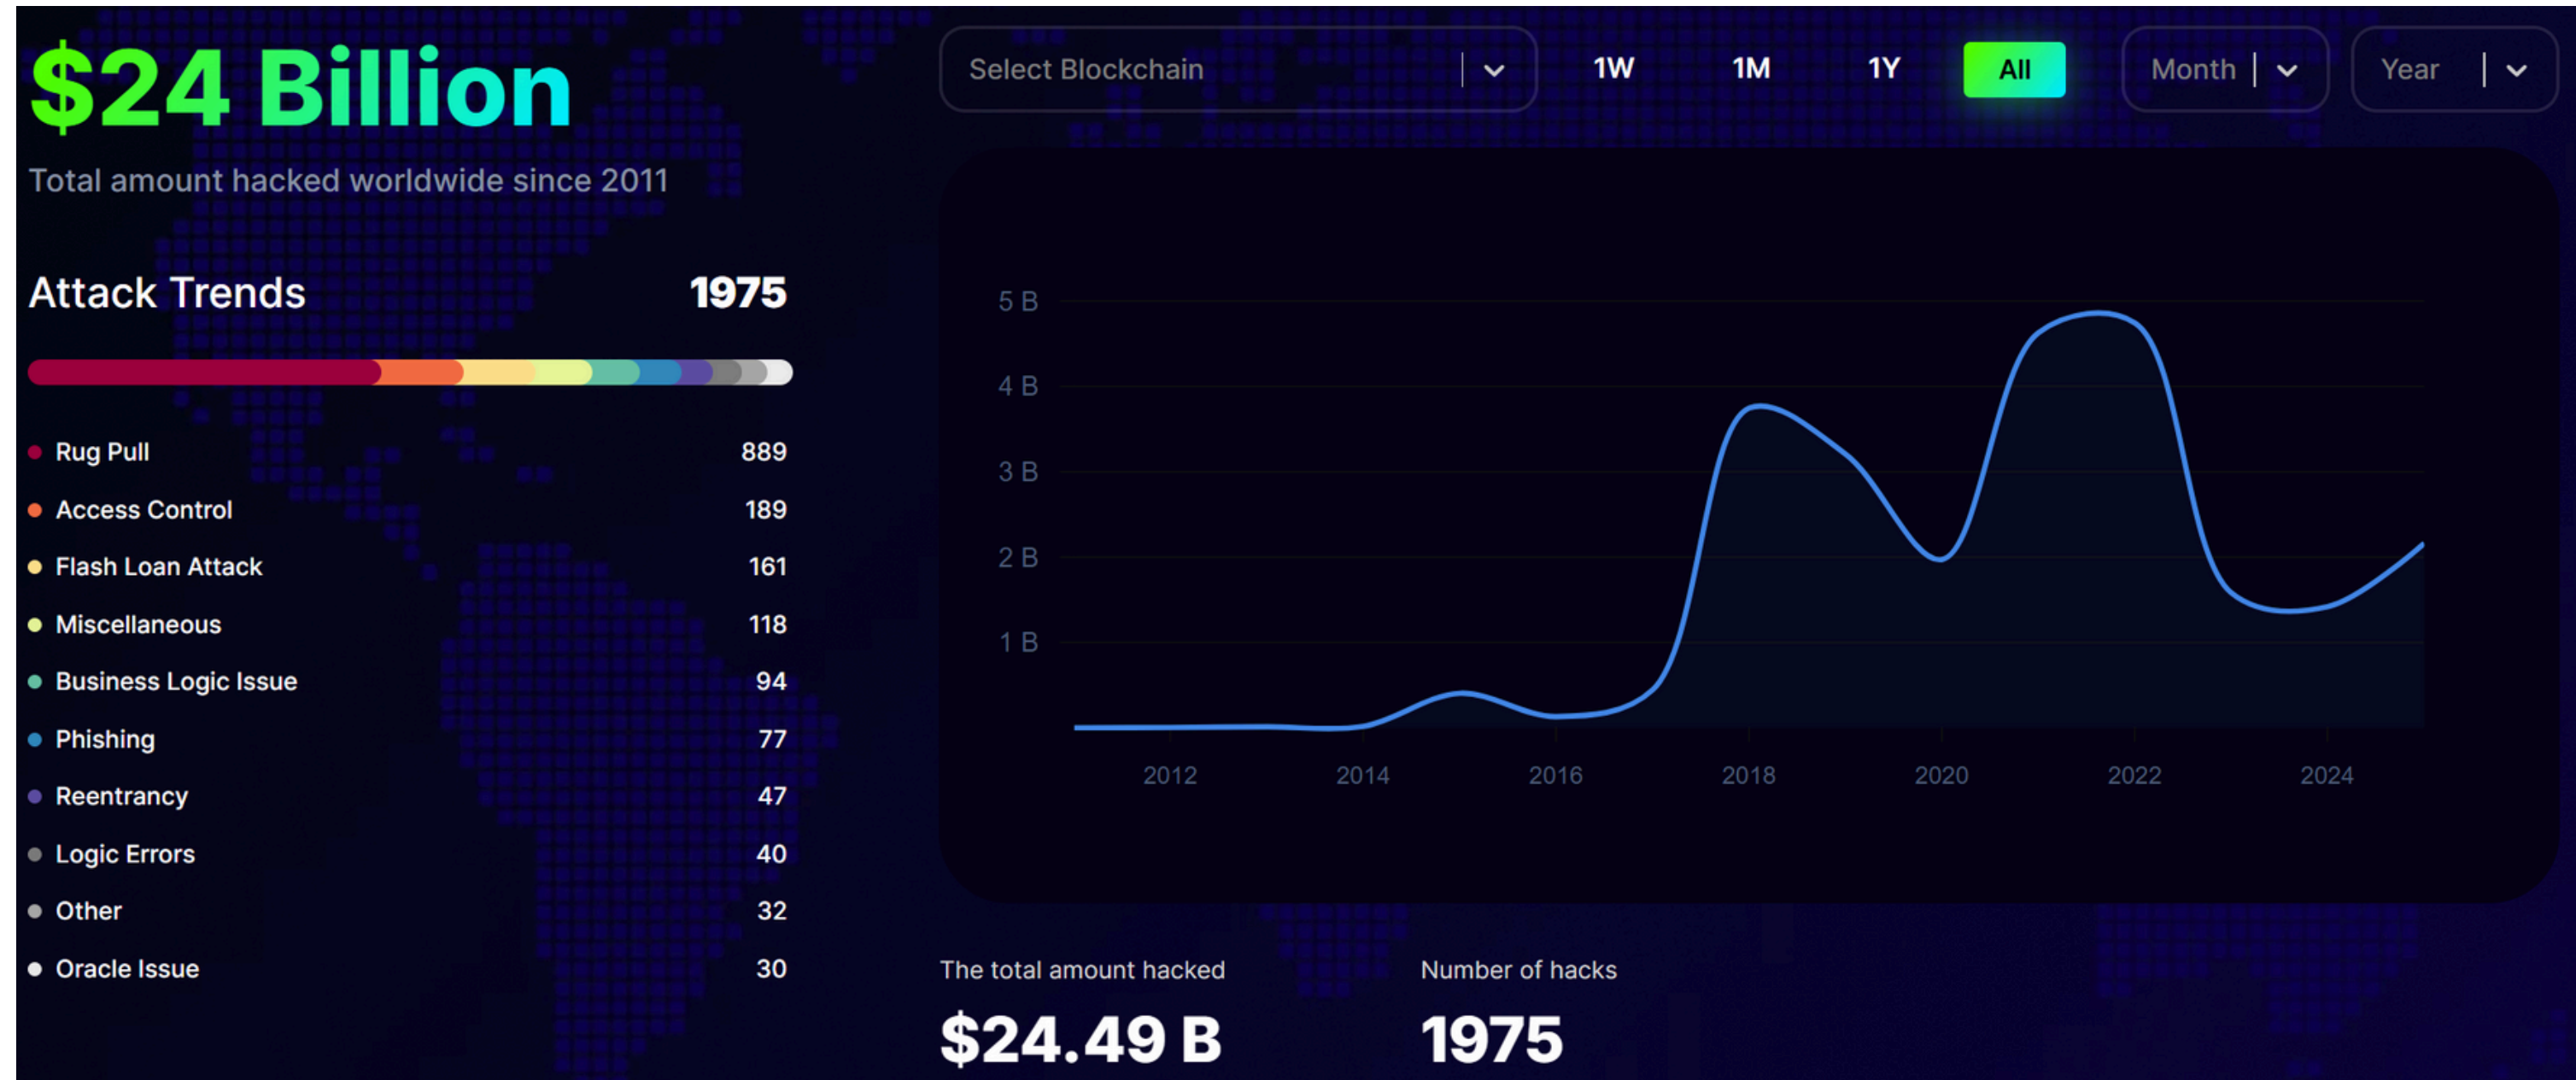 $24 Billion
Total amount hacked worldwide since 2011
Attack Trends 1975
Rug Pull 889
Access Control 189
Flash Loan Attack 161
Miscellaneous 118
Business Logic Issue 94
Phishing 77
Reentrancy 47
Logic Errors 40
Other 32
Oracle Issue 30
Select Blockchain 1W 1M 1Y All Month Year
5 B
4 B
3 B
2 B
1 B
2012 2014 2016 2018 2020 2022 2024
The total amount hacked
$24.49 B
Number of hacks
1975